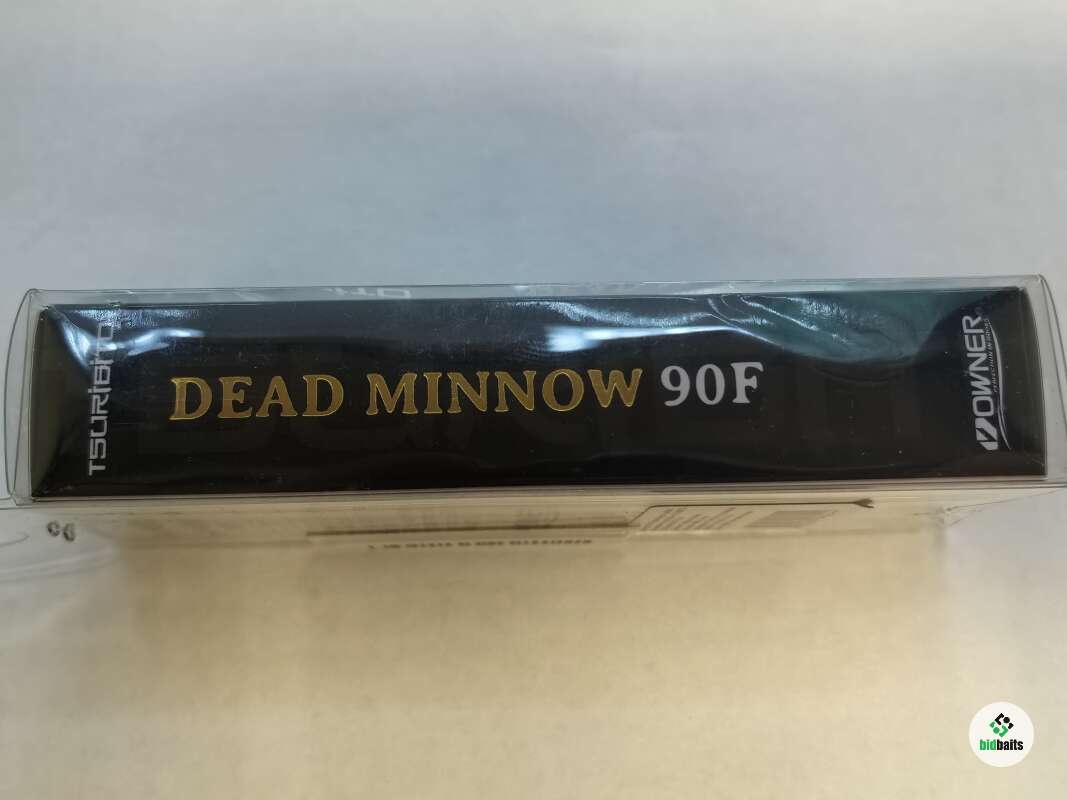 TSURIBITO
DEAD MINNOW 90F
OWNER
bidbaits